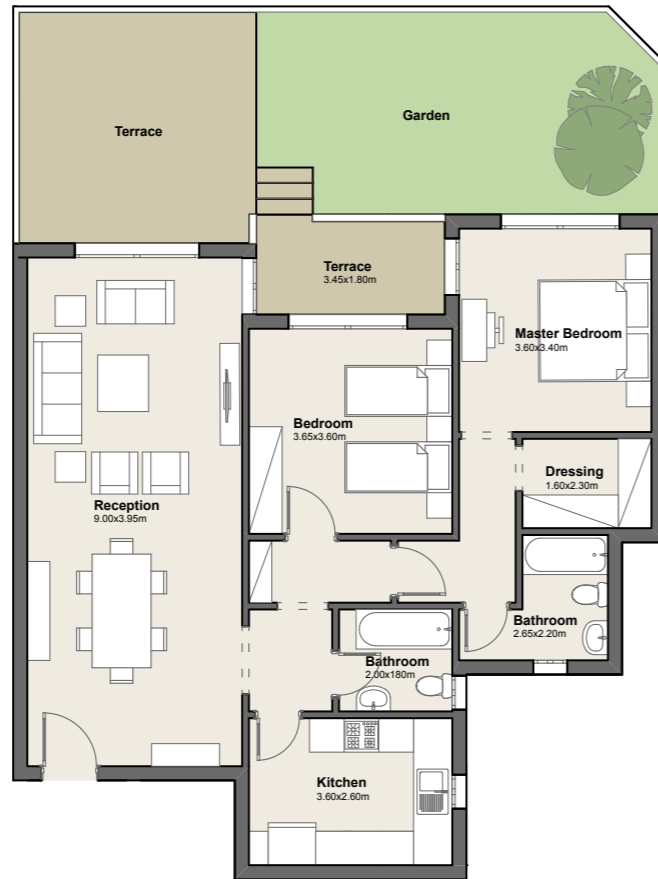 Terrace
Garden
Terrace
3.45x1.80m
Master Bedroom
3.60x3.40m
Bedroom
3.65x3.60m
Dressing
1.60x2.30m
Reception
9.00x3.95m
Bathroom
2.65x2.20m
Bathroom
2.00x180m
Kitchen
3.60x2.60m